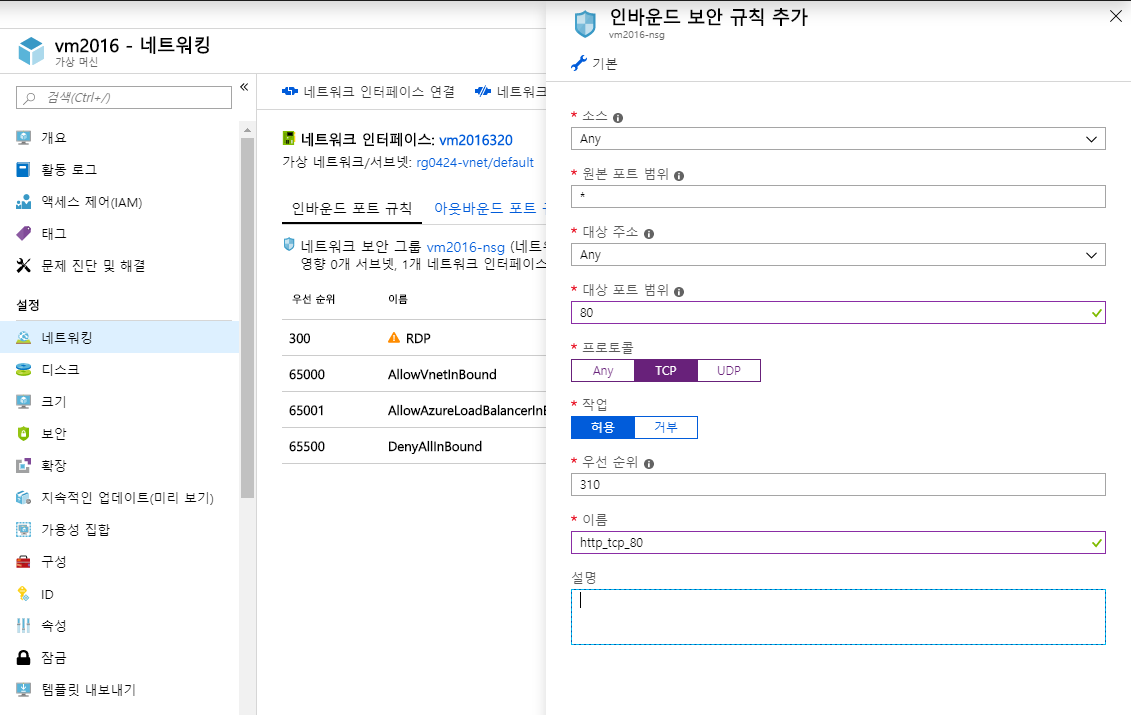 vm2016 - 네트워킹
가상 머신
검색(Ctrl+/)
«
개요
활동 로그
액세스 제어(IAM)
태그
문제 진단 및 해결
설정
네트워킹
디스크
크기
보안
확장
지속적인 업데이트(미리 보기)
가용성 집합
구성
ID
속성
잠금
템플릿 내보내기
네트워크 인터페이스 연결 네트워크
네트워크 인터페이스: vm2016320
가상 네트워크/서브넷: rg0424-vnet/default
인바운드 포트 규칙 아웃바운드 포트
네트워크 보안 그룹 vm2016-nsg (네트워
영향 0개 서브넷, 1개 네트워크 인터페이스
우선 순위 이름
300 RDP
65000 AllowVnetInBound
65001 AllowAzureLoadBalancerInB
65500 DenyAllInBound
인바운드 보안 규칙 추가
vm2016-nsg
기본
* 소스
Any
* 원본 포트 범위
*
* 대상 주소
Any
* 대상 포트 범위
80
* 프로토콜
Any TCP UDP
* 작업
허용 거부
* 우선 순위
310
* 이름
http_tcp_80
설명